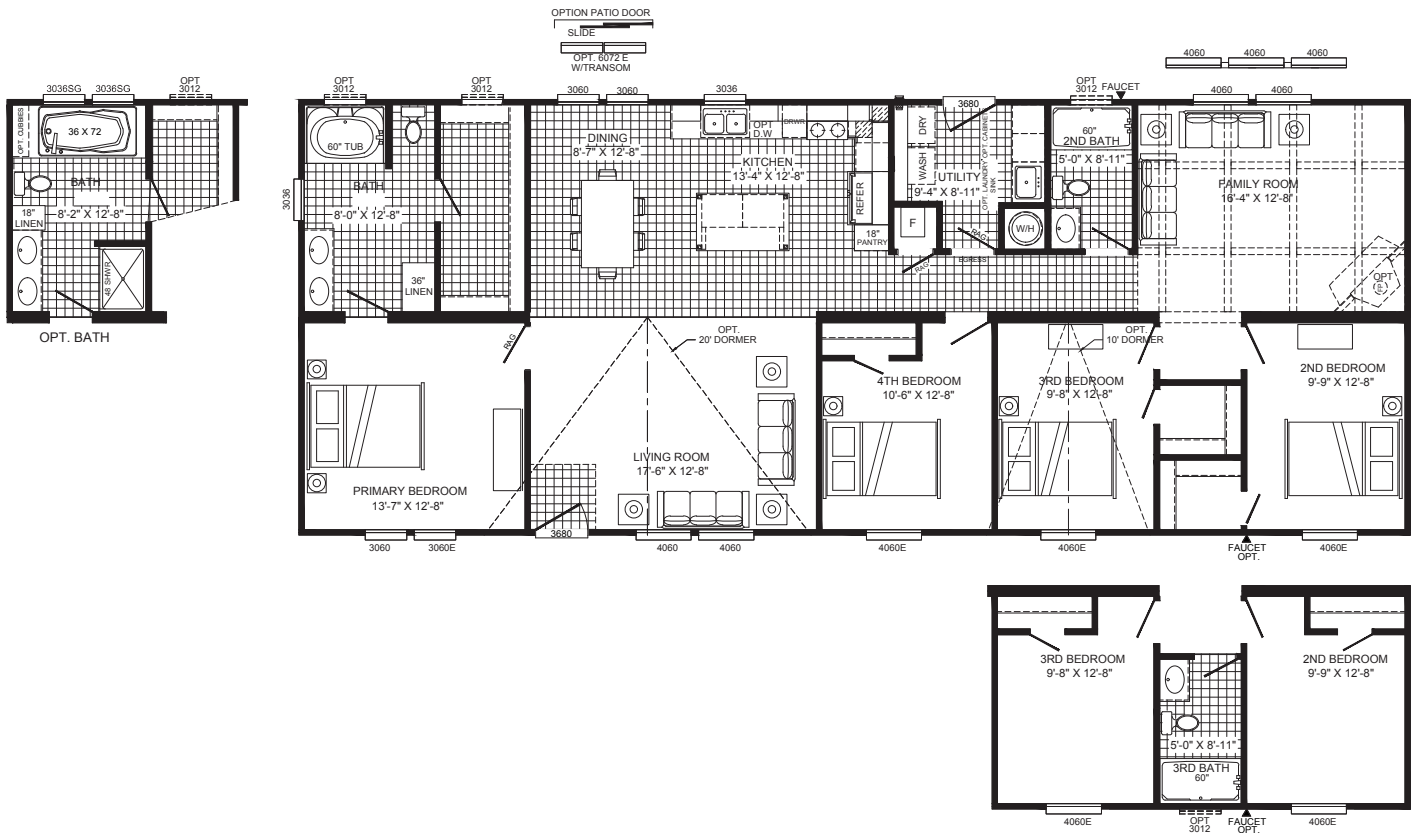 OPTION PATIO DOOR
SLIDE
OPT. 6072 E
W/TRANSOM
4060
4060
4060
3036SG
3036SG
OPT
3012
OPT. CUBBIES
36 X 72
BATH
8'-2" X 12'-8"
18"
LINEN
48 SHWR
OPT. BATH
OPT
3012
OPT
3012
3060
3060
3036
3680
OPT
3012
FAUCET
4060
4060
60" TUB
3036
BATH
8'-0" X 12'-8"
36"
LINEN
DINING
8'-7" X 12'-8"
OPT
D.W
DRWR
KITCHEN
13'-4" X 12'-8"
REFER
18"
PANTRY
WASH
DRY
UTILITY
9'-4" X 8'-11"
OPT. LAUNDRY
SINK
OPT. CABINET
F
RAG
RAG
EGRESS
W/H
60"
2ND BATH
5'-0" X 8'-11"
FAMILY ROOM
16'-4" X 12'-8"
OPT
FP
RAG
OPT.
20' DORMER
OPT.
10' DORMER
PRIMARY BEDROOM
13'-7" X 12'-8"
LIVING ROOM
17'-6" X 12'-8"
4TH BEDROOM
10'-6" X 12'-8"
3RD BEDROOM
9'-8" X 12'-8"
2ND BEDROOM
9'-9" X 12'-8"
3060
3060E
3680
4060
4060
4060E
4060E
FAUCET
OPT.
4060E
3RD BEDROOM
9'-8" X 12'-8"
2ND BEDROOM
9'-9" X 12'-8"
5'-0" X 8'-11"
3RD BATH
60"
4060E
OPT
3012
FAUCET
OPT.
4060E